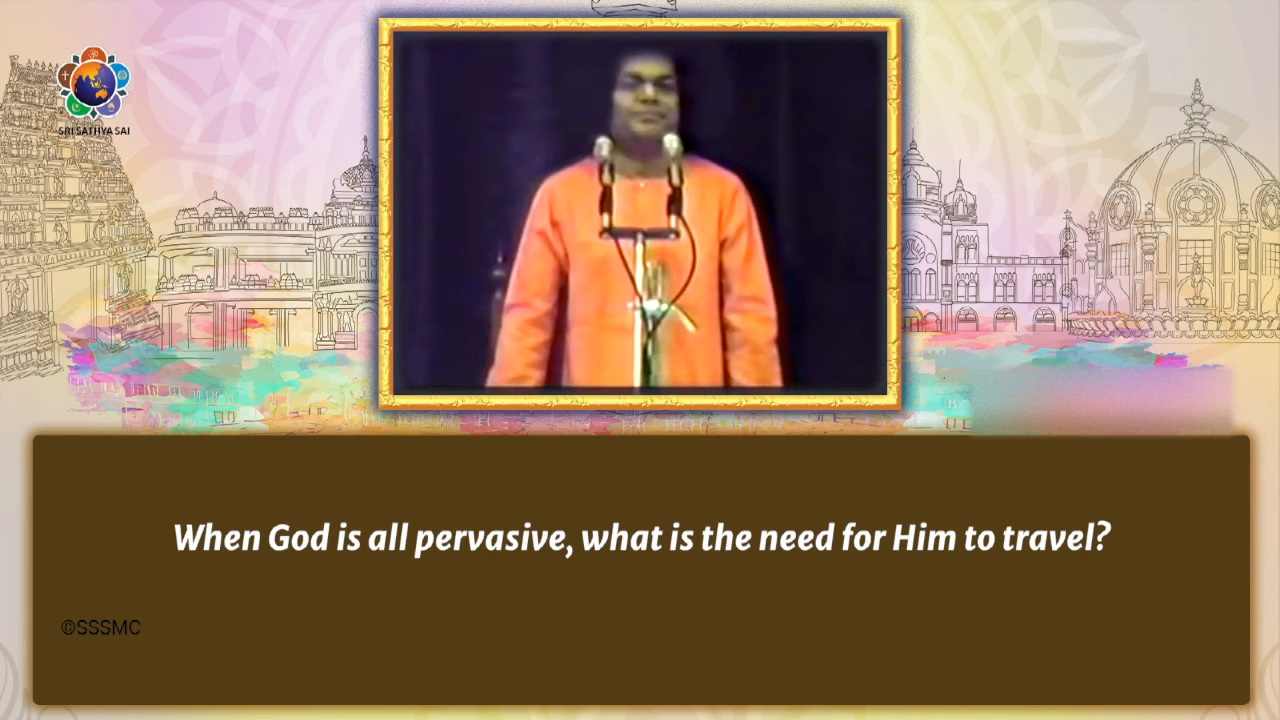 SRI SATHYA SAI
When God is all pervasive, what is the need for Him to travel?
©SSSMC